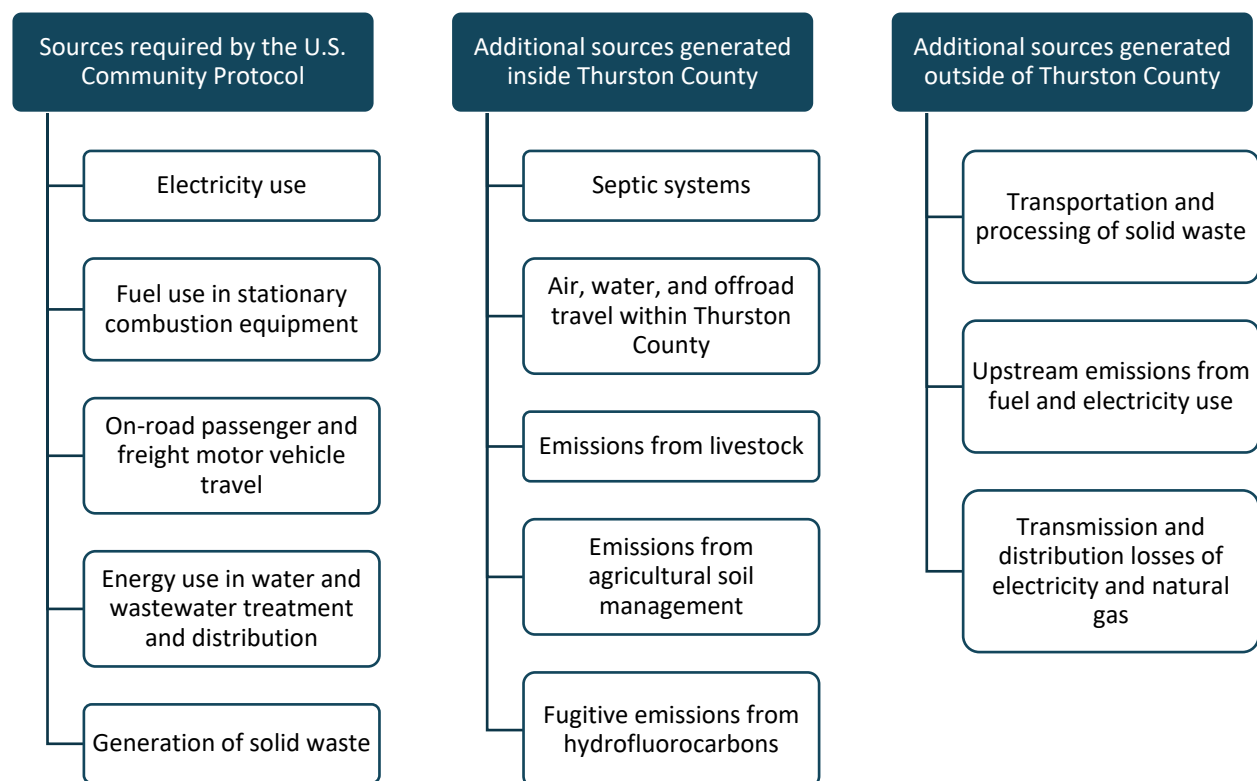 Sources required by the U.S.
Community Protocol
Electricity use
Fuel use in stationary
combustion equipment
On-road passenger and
freight motor vehicle
travel
Energy use in water and
wastewater treatment
and distribution
Generation of solid waste
Additional sources generated
inside Thurston County
Septic systems
Air, water, and offroad
travel within Thurston
County
Emissions from livestock
Emissions from
agricultural soil
management
Fugitive emissions from
hydrofluorocarbons
Additional sources generated
outside of Thurston County
Transportation and
processing of solid waste
Upstream emissions from
fuel and electricity use
Transmission and
distribution losses of
electricity and natural
gas